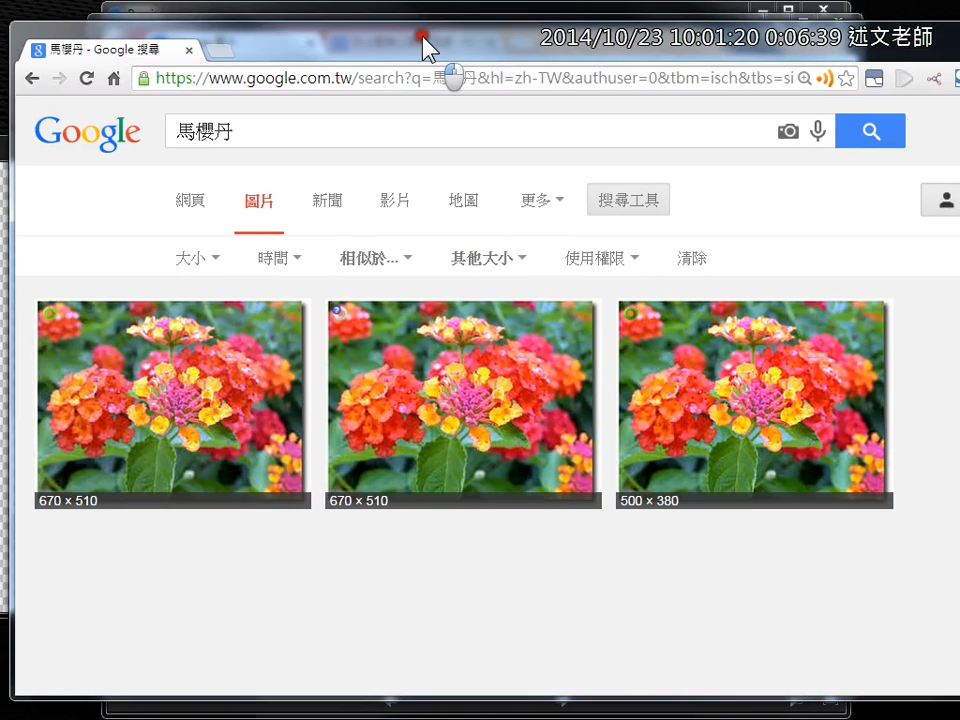 馬櫻丹 - Google 搜尋
2014/10/23 10:01:20 0:06:39 述文老師
https://www.google.com.tw/search?q=馬 丹&hl=zh-TW&authuser=0&tbm=isch&tbs=si
Google
馬櫻丹
網頁 圖片 新聞 影片 地圖 更多 搜尋工具
大小 時間 相似於... 其他大小 使用權限 清除
670 × 510
670 × 510
500 × 380